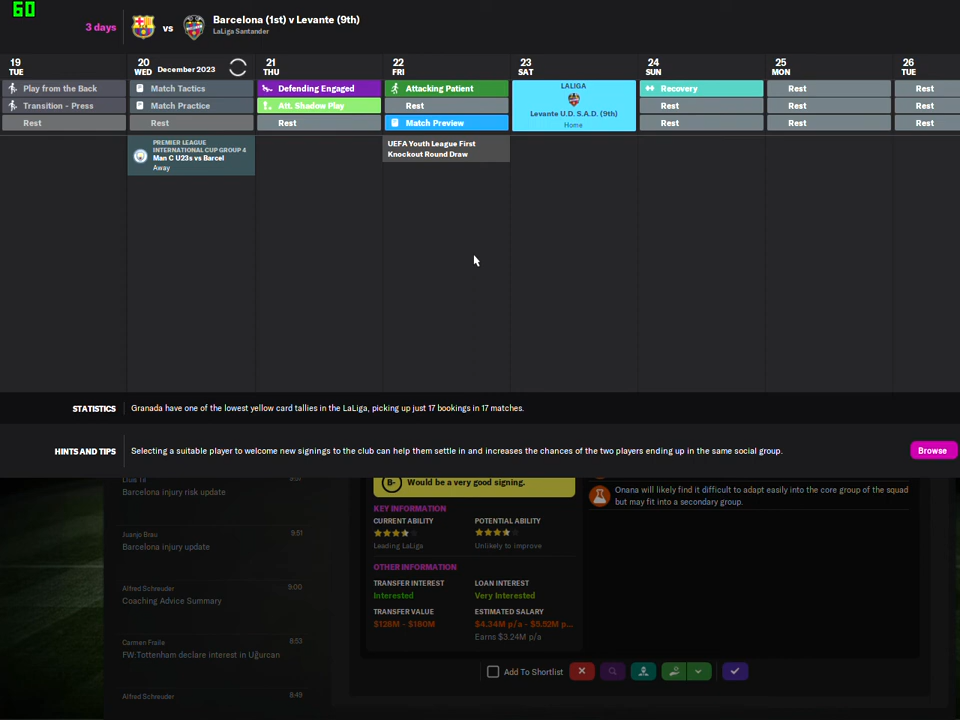 60
3 days
vs
Barcelona (1st) v Levante (9th)
LaLiga Santander
19
TUE
20
WED December 2023
21
THU
22
FRI
23
SAT
24
SUN
25
MON
26
TUE
Play from the Back
Match Tactics
Defending Engaged
Attacking Patient
LALIGA
Recovery
Rest
Rest
Transition - Press
Match Practice
Att. Shadow Play
Rest
Levante U.D. S.A.D. (9th)
Rest
Rest
Rest
Rest
Rest
Rest
Match Preview
Home
Rest
Rest
Rest
PREMIER LEAGUE
INTERNATIONAL CUP GROUP 4
Man C U23s vs Barcel
Away
UEFA Youth League First
Knockout Round Draw
STATISTICS
Granada have one of the lowest yellow card tallies in the LaLiga, picking up just 17 bookings in 17 matches.
HINTS AND TIPS
Selecting a suitable player to welcome new signings to the club can help them settle in and increases the chances of the two players ending up in the same social group.
Browse
Barcelona injury risk update
Juanjo Brau 9:51
Barcelona injury update
Alfred Schreuder 9:00
Coaching Advice Summary
Carmen Fraile 8:53
FW:Tottenham declare interest in Uğurcan
Alfred Schreuder 8:49
B- Would be a very good signing.
KEY INFORMATION
CURRENT ABILITY
POTENTIAL ABILITY
Leading LaLiga
Unlikely to improve
OTHER INFORMATION
TRANSFER INTEREST
LOAN INTEREST
Interested
Very Interested
TRANSFER VALUE
ESTIMATED SALARY
$128M - $160M
$4.34M p/a - $5.92M p...
Earns $3.24M p/a
Onana will likely find it difficult to adapt easily into the core group of the squad
but may fit into a secondary group.
Add To Shortlist